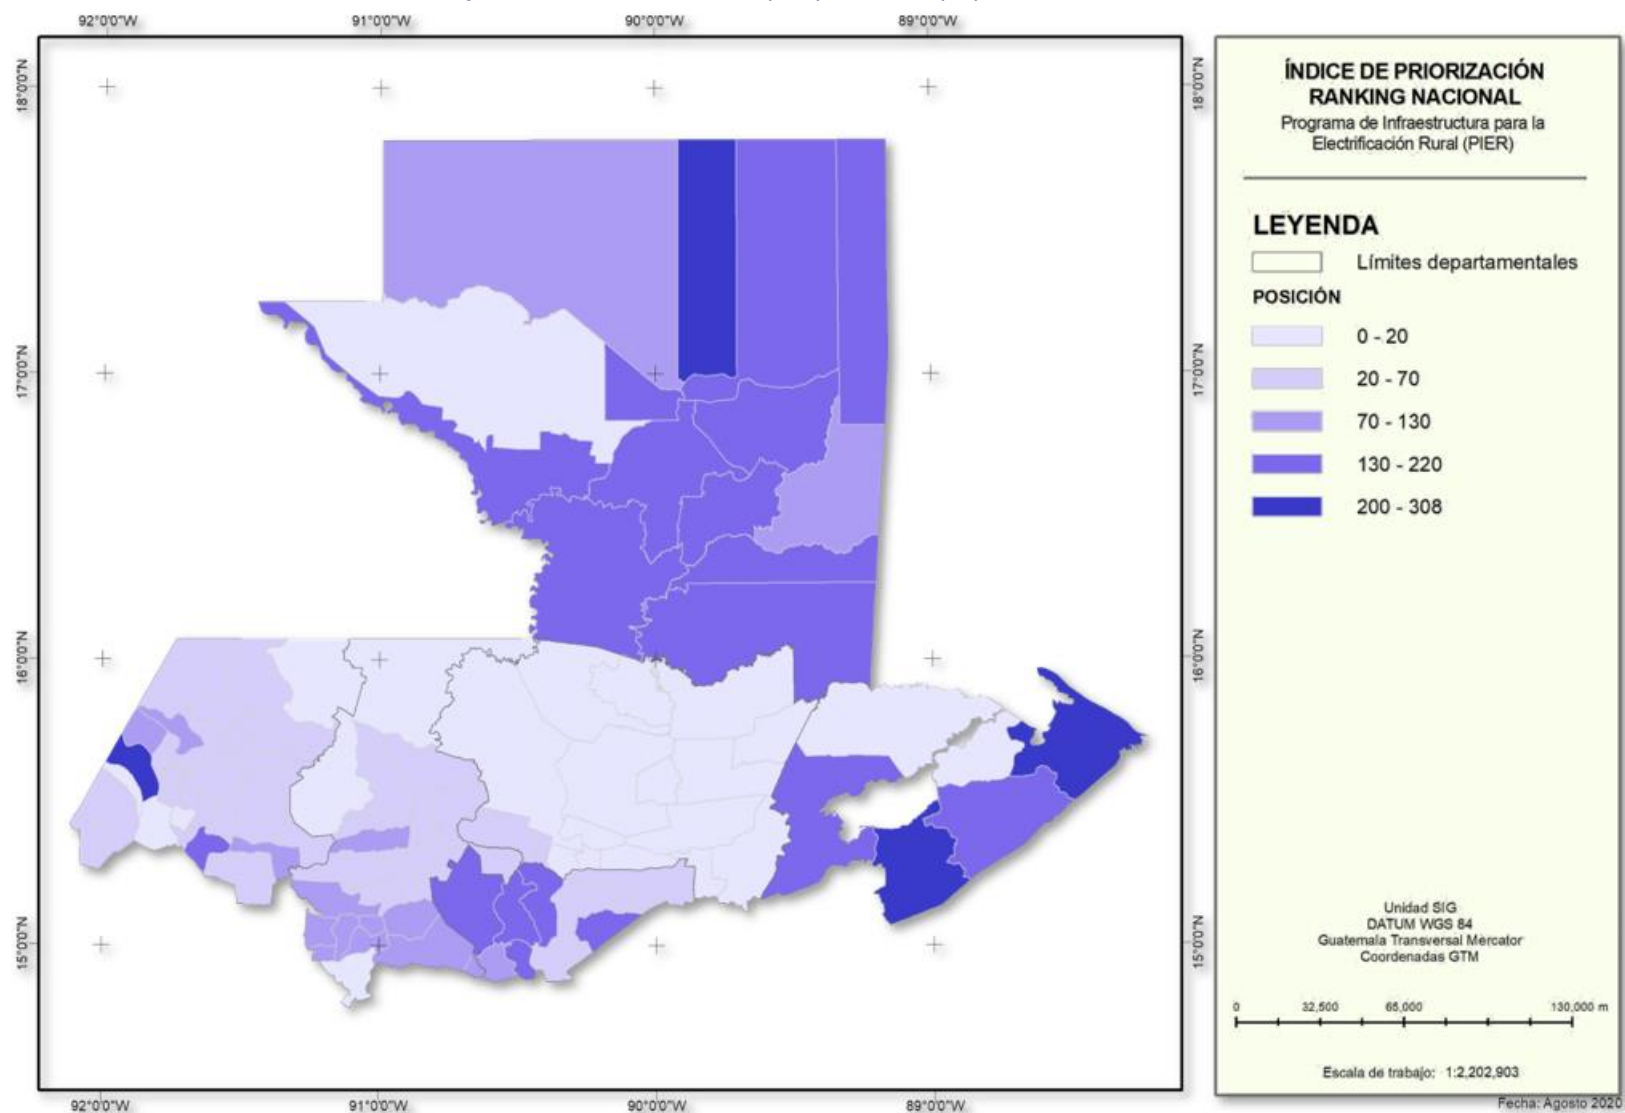 92°0'0"W 91°0'0"W 90°0'0"W 89°0'0"W
18°0'0"N 18°0'0"N
17°0'0"N 17°0'0"N
16°0'0"N 16°0'0"N
15°0'0"N 15°0'0"N
92°0'0"W 91°0'0"W 90°0'0"W 89°0'0"W
ÍNDICE DE PRIORIZACIÓN
RANKING NACIONAL
Programa de Infraestructura para la
Electrificación Rural (PIER)
LEYENDA
Límites departamentales
POSICIÓN
0 - 20
20 - 70
70 - 130
130 - 220
200 - 308
Unidad SIG
DATUM WGS 84
Guatemala Transversal Mercator
Coordenadas GTM
0 32,500 65,000 130,000 m
Escala de trabajo: 1:2,202,903
Fecha: Agosto 2020